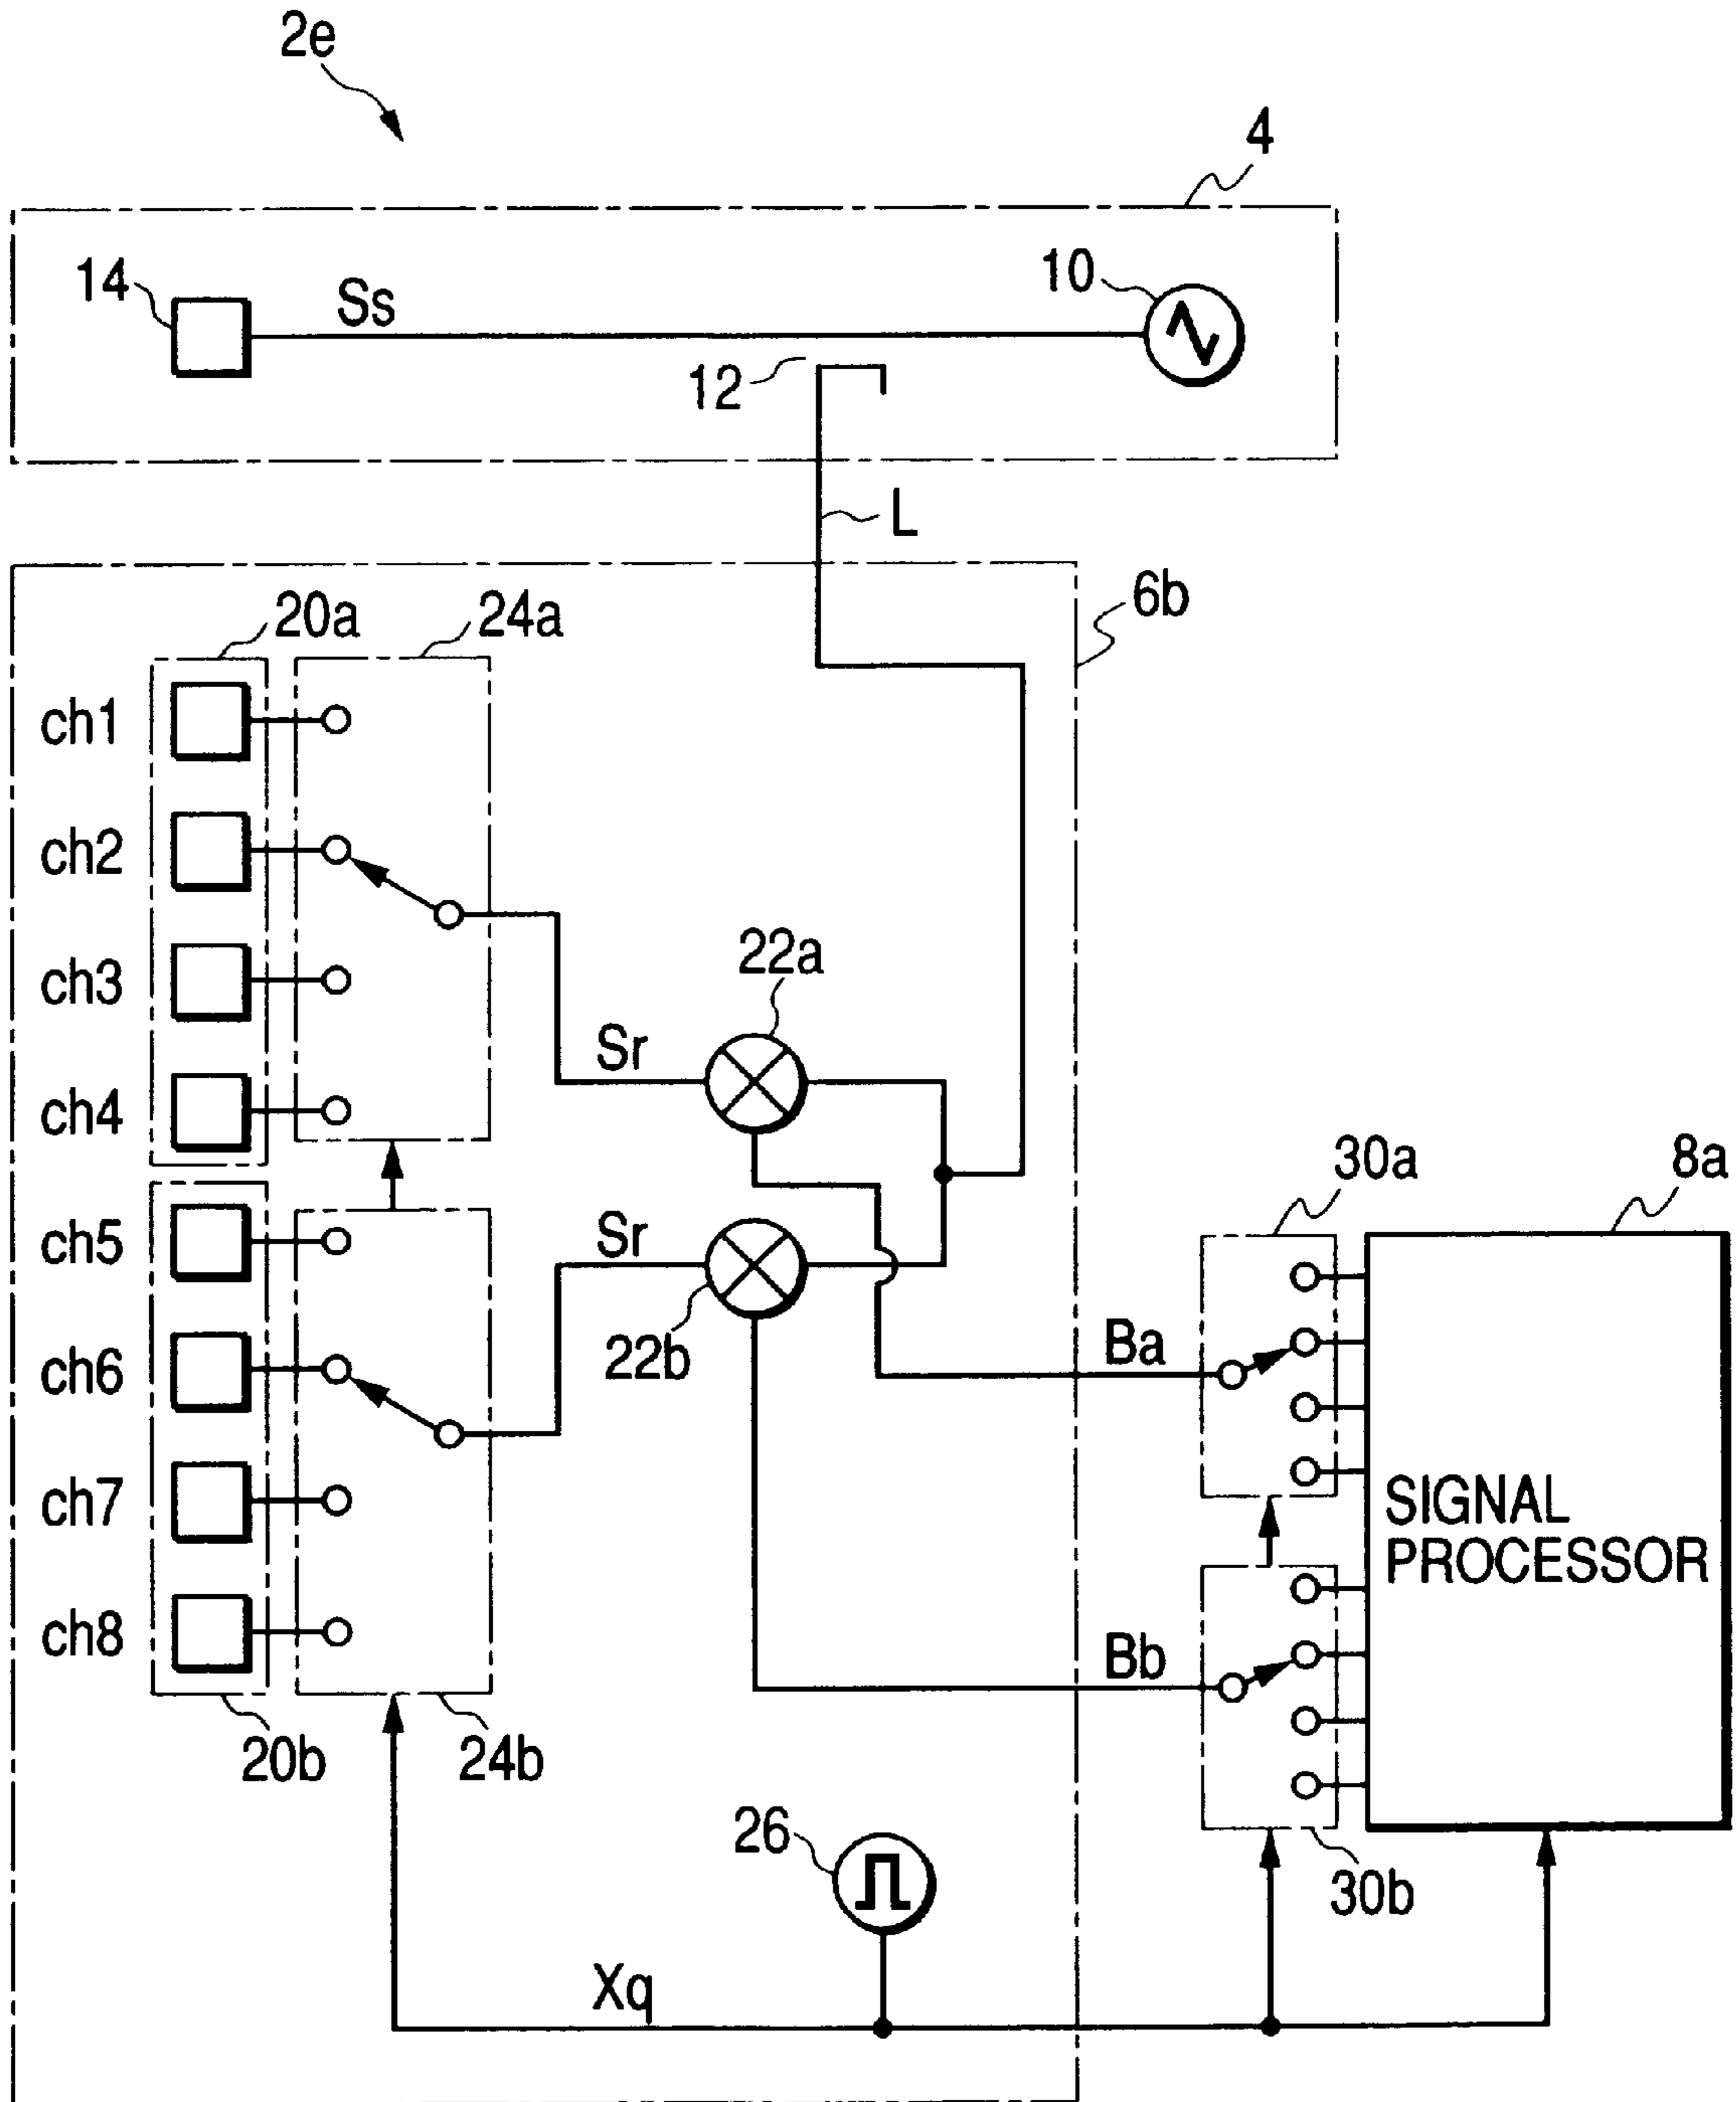 2e
4
14
Ss
10
12
L
6b
20a
24a
ch1
ch2
ch3
ch4
22a
Sr
30a
8a
ch5
Sr
ch6
22b
Ba
ch7
SIGNAL
PROCESSOR
ch8
Bb
20b
24b
26
30b
Xq